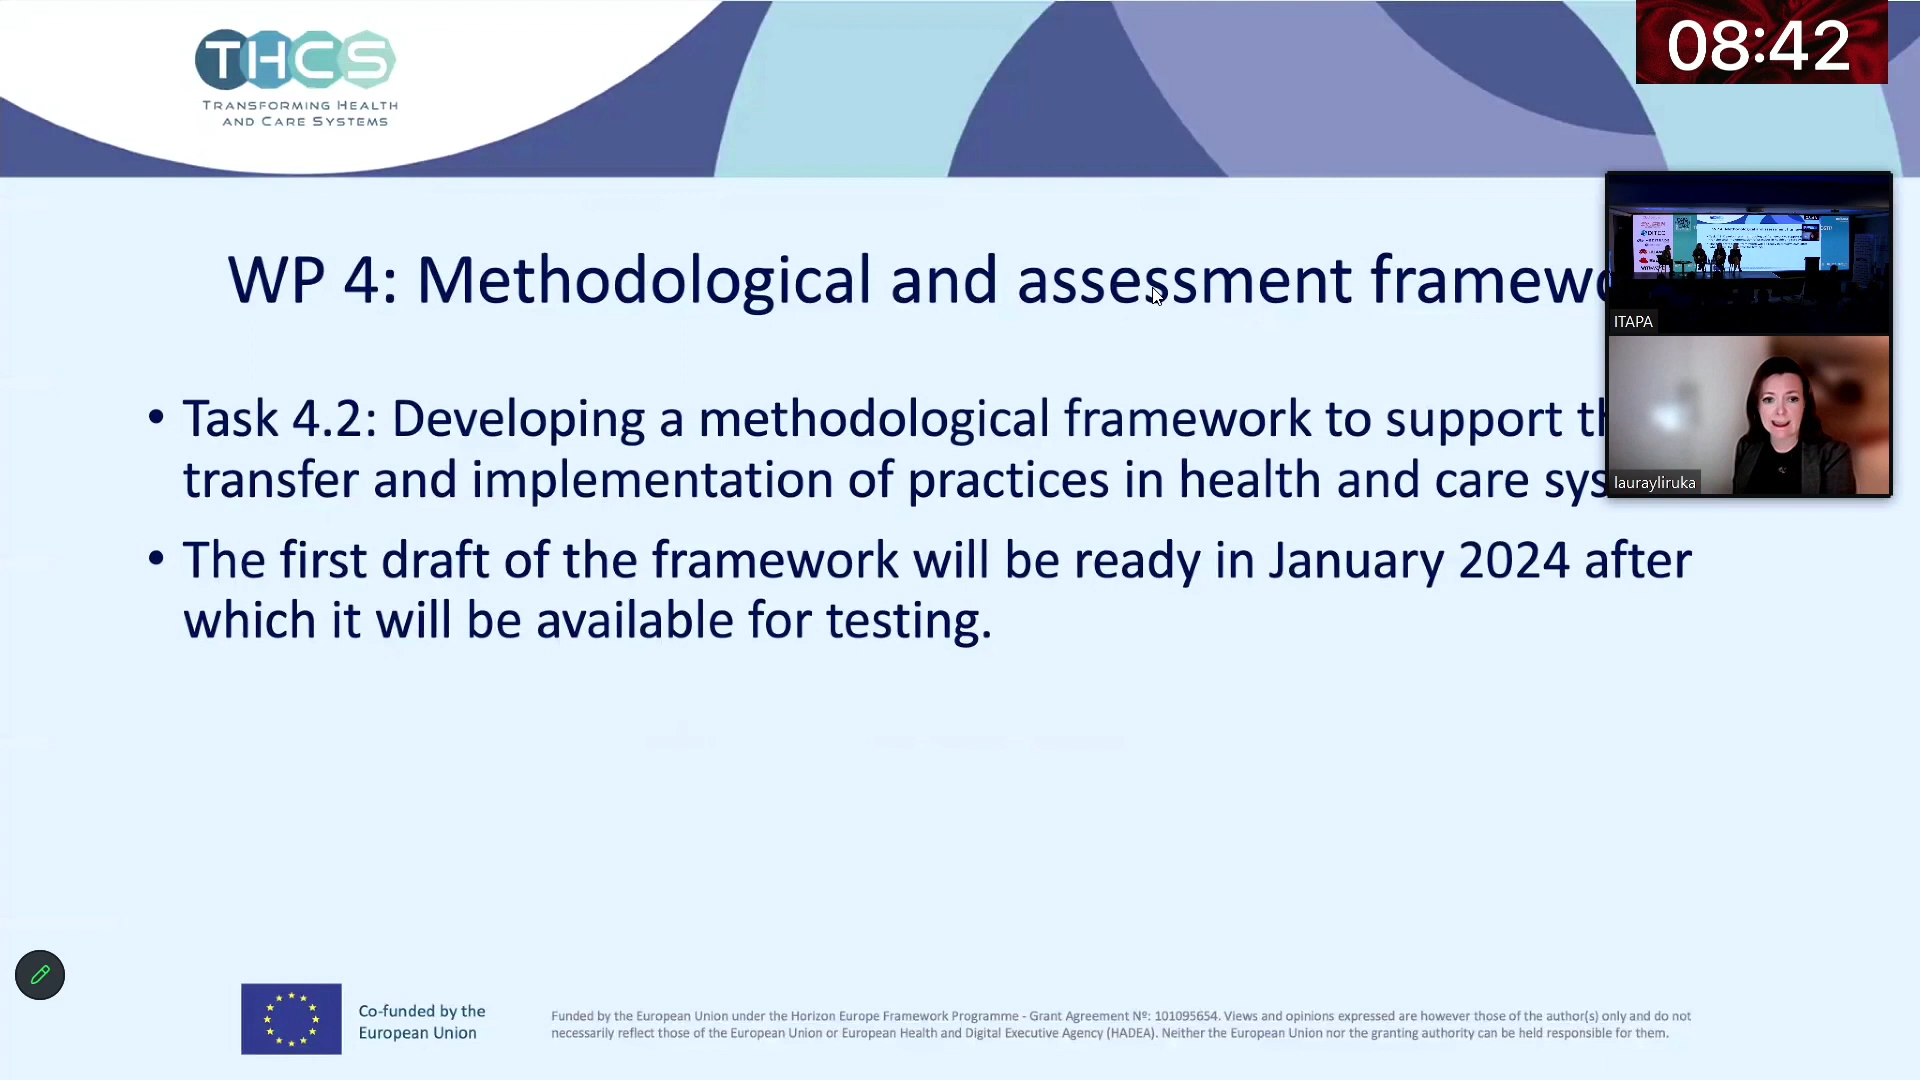 THCS
TRANSFORMING HEALTH
AND CARE SYSTEMS
08:42
WP 4: Methodological and assessment framewo
ITAPA
laurayliruka
• Task 4.2: Developing a methodological framework to support th
transfer and implementation of practices in health and care sys
• The first draft of the framework will be ready in January 2024 after
which it will be available for testing.
Co-funded by the
European Union
Funded by the European Union under the Horizon Europe Framework Programme - Grant Agreement Nº: 101095654. Views and opinions expressed are however those of the author(s) only and do not
necessarily reflect those of the European Union or European Health and Digital Executive Agency (HADEA). Neither the European Union nor the granting authority can be held responsible for them.